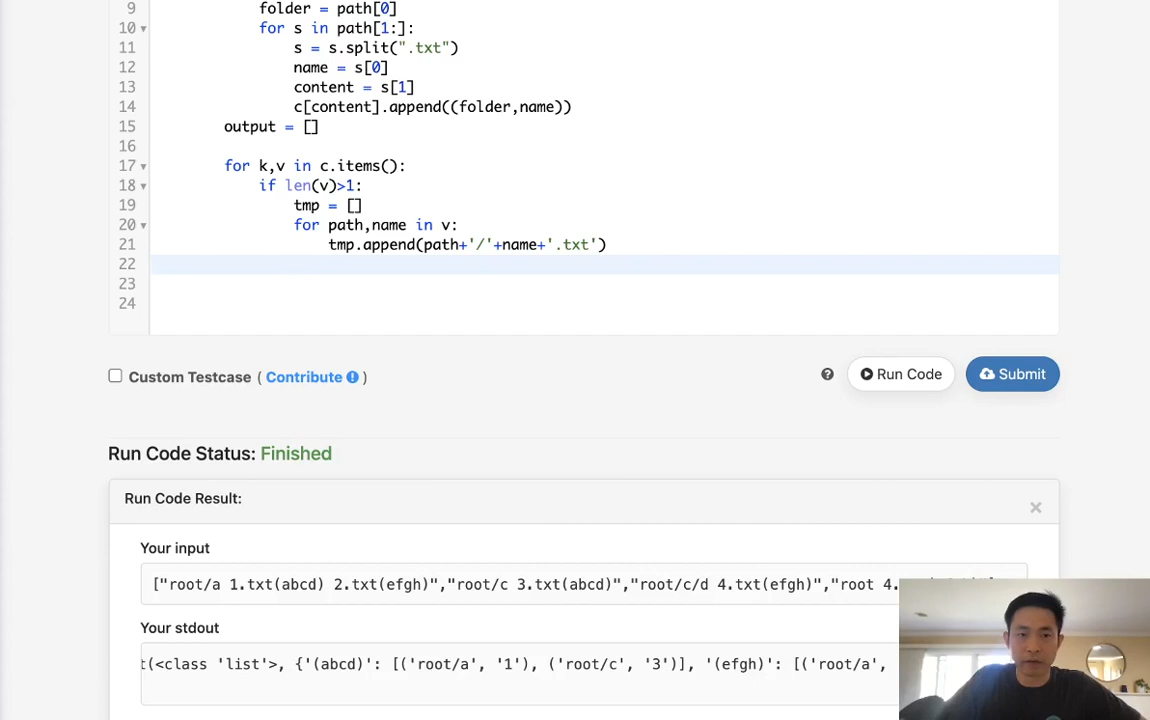 9 folder = path[0]
10 for s in path[1:]:
11 s = s.split(".txt")
12 name = s[0]
13 content = s[1]
14 c[content].append((folder,name))
15 output = []
16
17 for k,v in c.items():
18 if len(v)>1:
19 tmp = []
20 for path,name in v:
21 tmp.append(path+'/'+name+'.txt')
22
23
24
Custom Testcase ( Contribute )
Run Code
Submit
Run Code Status: Finished
Run Code Result:
×
Your input
["root/a 1.txt(abcd) 2.txt(efgh)","root/c 3.txt(abcd)","root/c/d 4.txt(efgh)","root 4.
Your stdout
t(<class 'list'>, {'(abcd)': [('root/a', '1'), ('root/c', '3')], '(efgh)': [('root/a',